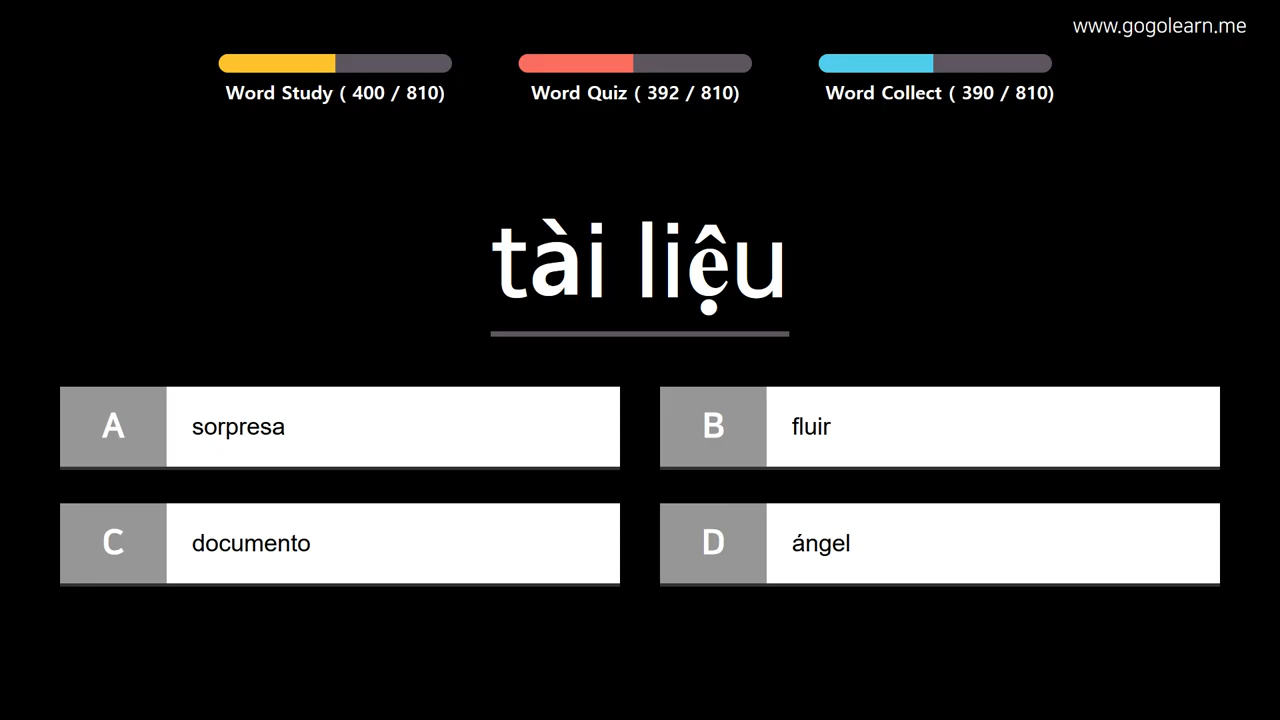 www.gogolearn.me
Word Study ( 400 / 810)
Word Quiz ( 392 / 810)
Word Collect ( 390 / 810)
tài liệu
A sorpresa
B fluir
C documento
D ángel